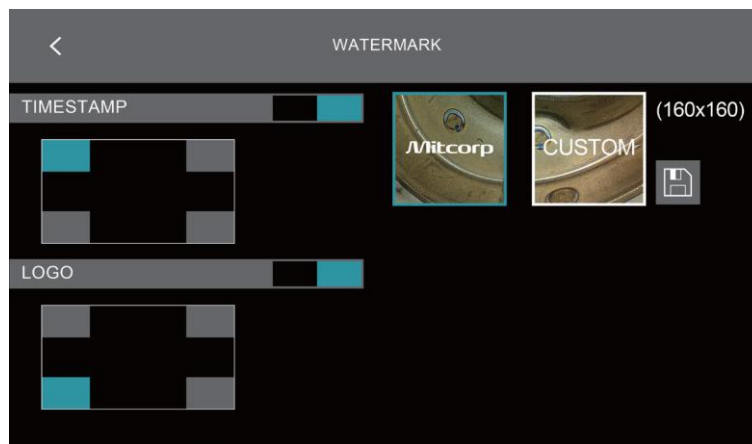 WATERMARK
TIMESTAMP
Mitcorp
CUSTOM
(160x160)
LOGO